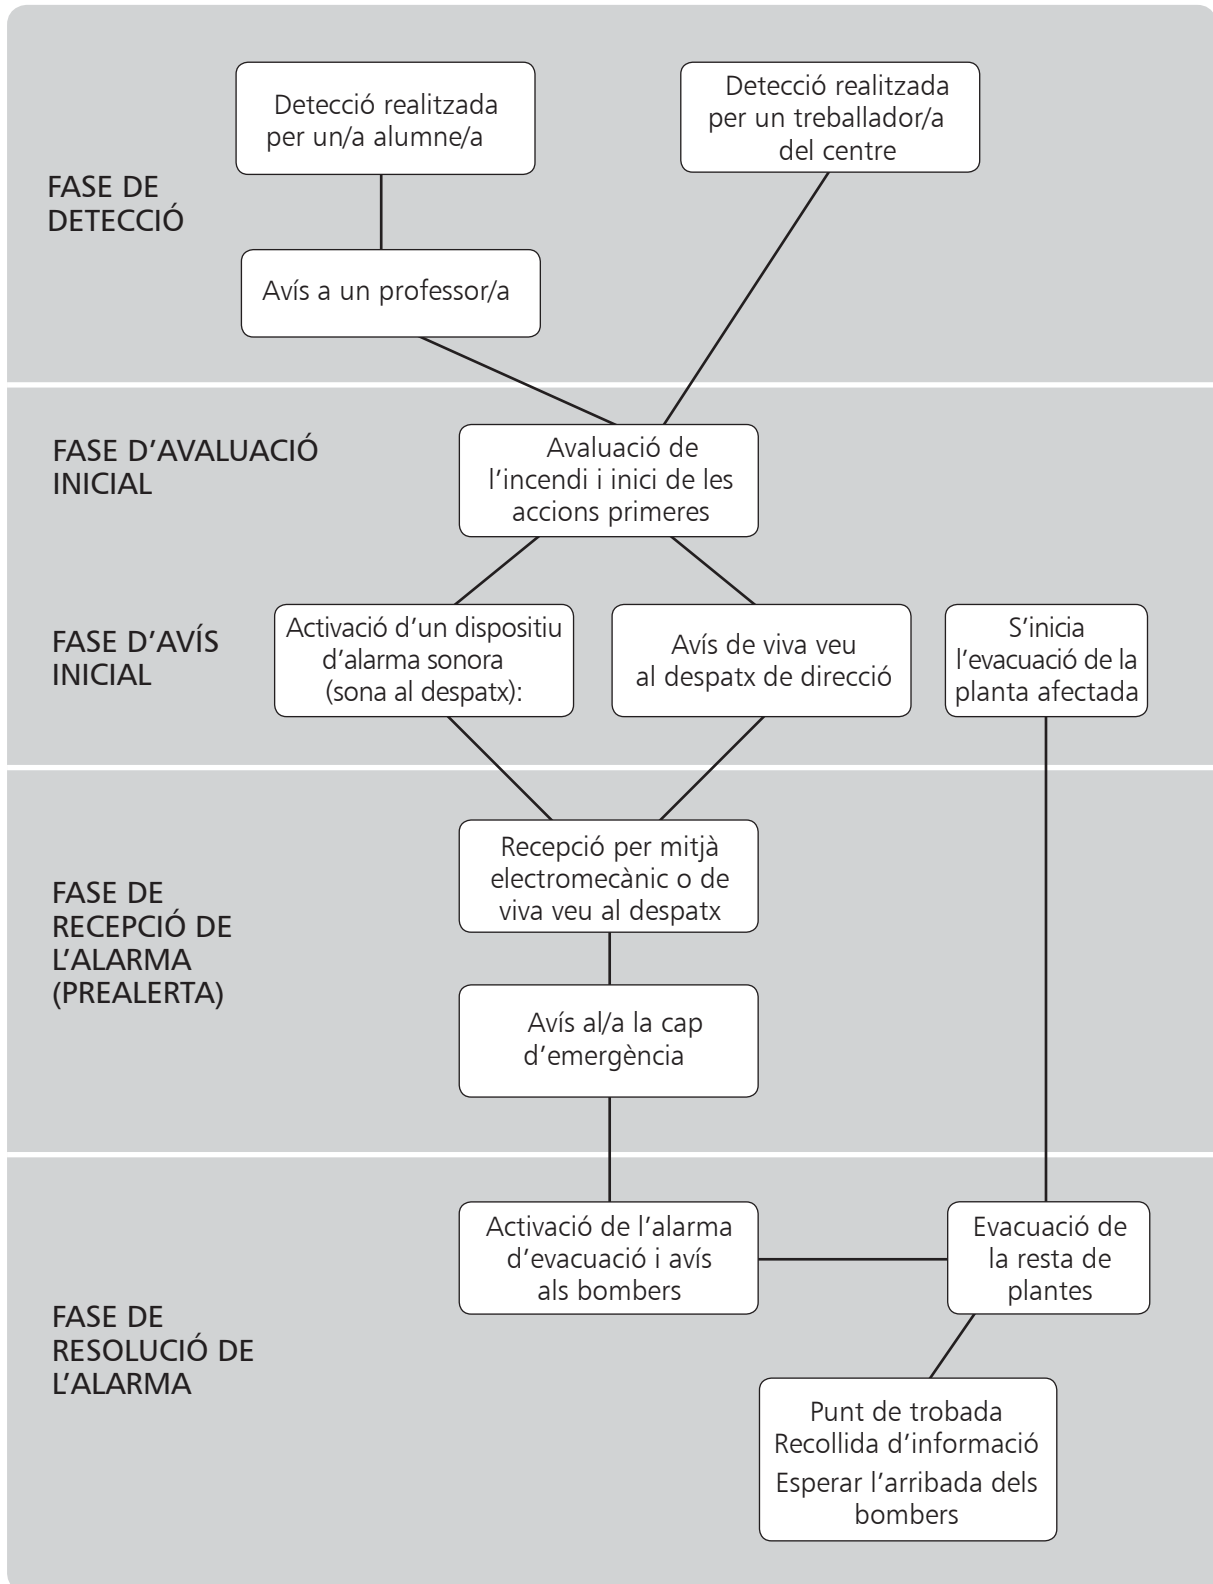 Detecció realitzada
per un/a alumne/a
Detecció realitzada
per un treballador/a
del centre
FASE DE
DETECCIÓ
Avís a un professor/a
FASE D’AVALUACIÓ
INICIAL
Avaluació de
l’incendi i inici de les
accions primeres
FASE D’AVÍS
INICIAL
Activació d’un dispositiu
d’alarma sonora
(sona al despatx):
Avís de viva veu
al despatx de direcció
S’inicia
l’evacuació de la
planta afectada
FASE DE
RECEPCIÓ DE
L’ALARMA
(PREALERTA)
Recepció per mitjà
electromecànic o de
viva veu al despatx
Avís al/a la cap
d’emergència
FASE DE
RESOLUCIÓ DE
L’ALARMA
Activació de l’alarma
d’evacuació i avís
als bombers
Evacuació de
la resta de
plantes
Punt de trobada
Recollida d’informació
Esperar l’arribada dels
bombers